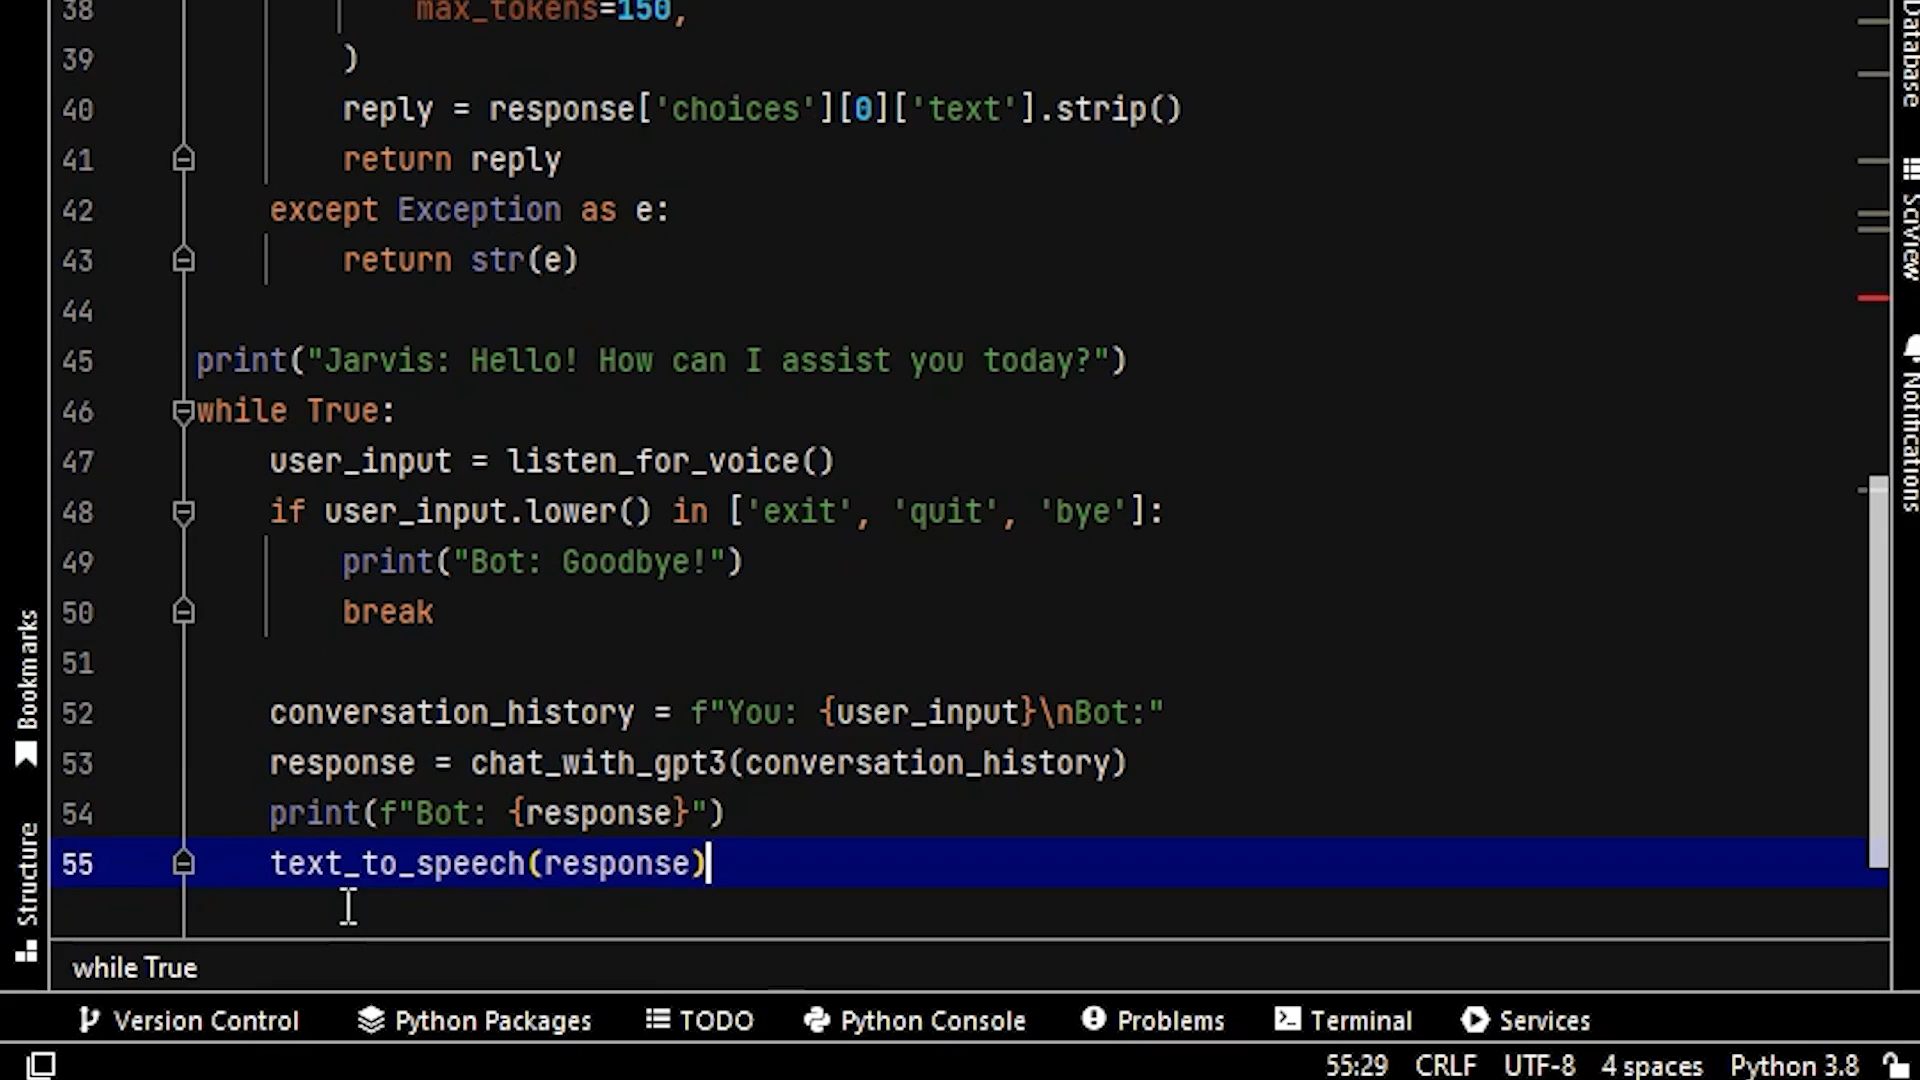 38 max_tokens=150,
39 )
40 reply = response['choices'][0]['text'].strip()
41 return reply
42 except Exception as e:
43 return str(e)
44
45 print("Jarvis: Hello! How can I assist you today?")
46 while True:
47 user_input = listen_for_voice()
48 if user_input.lower() in ['exit', 'quit', 'bye']:
49 print("Bot: Goodbye!")
50 break
51
52 conversation_history = f"You: {user_input}\nBot:"
53 response = chat_with_gpt3(conversation_history)
54 print(f"Bot: {response}")
55 text_to_speech(response)
while True
Bookmarks
Structure
Database
SciView
Notifications
Version Control Python Packages TODO Python Console Problems Terminal Services
55:29 CRLF UTF-8 4 spaces Python 3.8